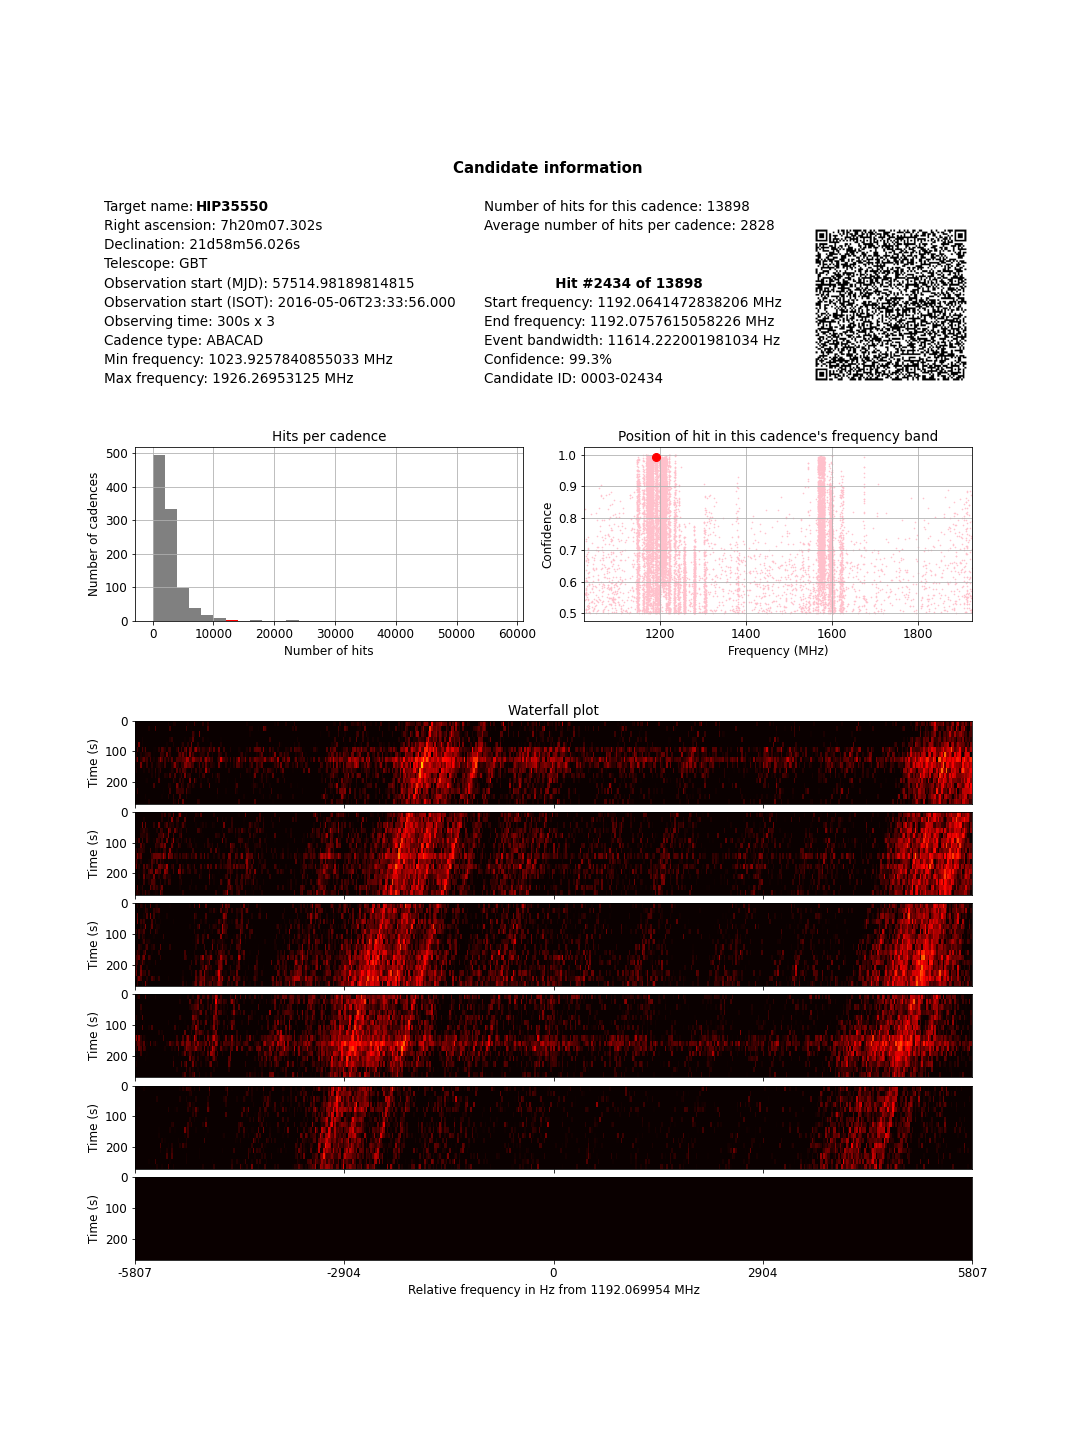 Candidate information
Target name: HIP35550
Right ascension: 7h20m07.302s
Declination: 21d58m56.026s
Telescope: GBT
Observation start (MJD): 57514.98189814815
Observation start (ISOT): 2016-05-06T23:33:56.000
Observing time: 300s x 3
Cadence type: ABACAD
Min frequency: 1023.9257840855033 MHz
Max frequency: 1926.26953125 MHz
Number of hits for this cadence: 13898
Average number of hits per cadence: 2828
Hit #2434 of 13898
Start frequency: 1192.0641472838206 MHz
End frequency: 1192.0757615058226 MHz
Event bandwidth: 11614.222001981034 Hz
Confidence: 99.3%
Candidate ID: 0003-02434
Hits per cadence
Number of cadences
500
400
300
200
100
0
0 10000 20000 30000 40000 50000 60000
Number of hits
Position of hit in this cadence's frequency band
Confidence
1.0
0.9
0.8
0.7
0.6
0.5
1200 1400 1600 1800
Frequency (MHz)
Waterfall plot
Time (s)
0
100
200
Time (s)
0
100
200
Time (s)
0
100
200
Time (s)
0
100
200
Time (s)
0
100
200
Time (s)
0
100
200
-5807 -2904 0 2904 5807
Relative frequency in Hz from 1192.069954 MHz